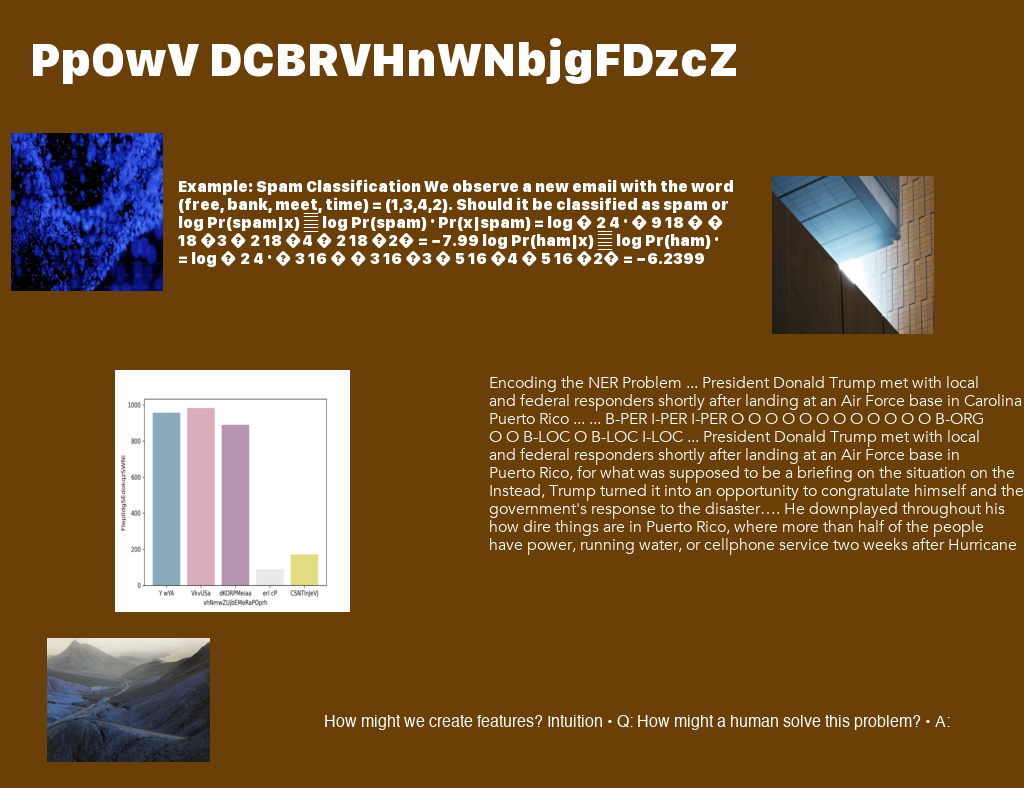 PpOwV DCBRVHnWNbjgFDzcZ
Example: Spam Classification We observe a new email with the word
(free, bank, meet, time) = (1,3,4,2). Should it be classified as spam or
log Pr(spam|x) ▤ log Pr(spam) · Pr(x|spam) = log � 2 4 · � 9 18 � �
18 �3 � 2 18 �4 � 2 18 �2� = −7.99 log Pr(ham|x) ▤ log Pr(ham) ·
= log � 2 4 · � 3 16 � � 3 16 �3 � 5 16 �4 � 5 16 �2� = −6.2399
Encoding the NER Problem ... President Donald Trump met with local
and federal responders shortly after landing at an Air Force base in Carolina
Puerto Rico ... ... B-PER I-PER I-PER O O O O O O O O O O O O B-ORG
O O B-LOC O B-LOC I-LOC ... President Donald Trump met with local
and federal responders shortly after landing at an Air Force base in
Puerto Rico, for what was supposed to be a briefing on the situation on the
Instead, Trump turned it into an opportunity to congratulate himself and the
government's response to the disaster…. He downplayed throughout his
how dire things are in Puerto Rico, where more than half of the people
have power, running water, or cellphone service two weeks after Hurricane
1000
800
600
400
200
0
Y wYA VkvUSa dKORPMeiaa erl cP CSNTlnJeVJ
How might we create features? Intuition • Q: How might a human solve this problem? • A: